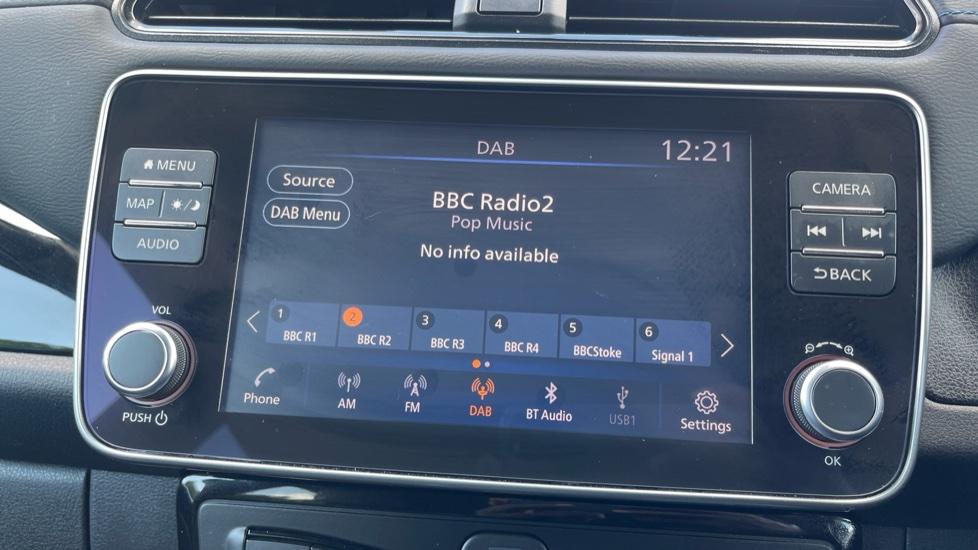 DAB 12:21
MENU
MAP
AUDIO
VOL
PUSH
Source
DAB Menu
BBC Radio2
Pop Music
No info available
1 2 3 4 5 6
BBC R1 BBC R2 BBC R3 BBC R4 BBCStoke Signal 1
Phone AM FM DAB BT Audio USB1 Settings
CAMERA
BACK
OK